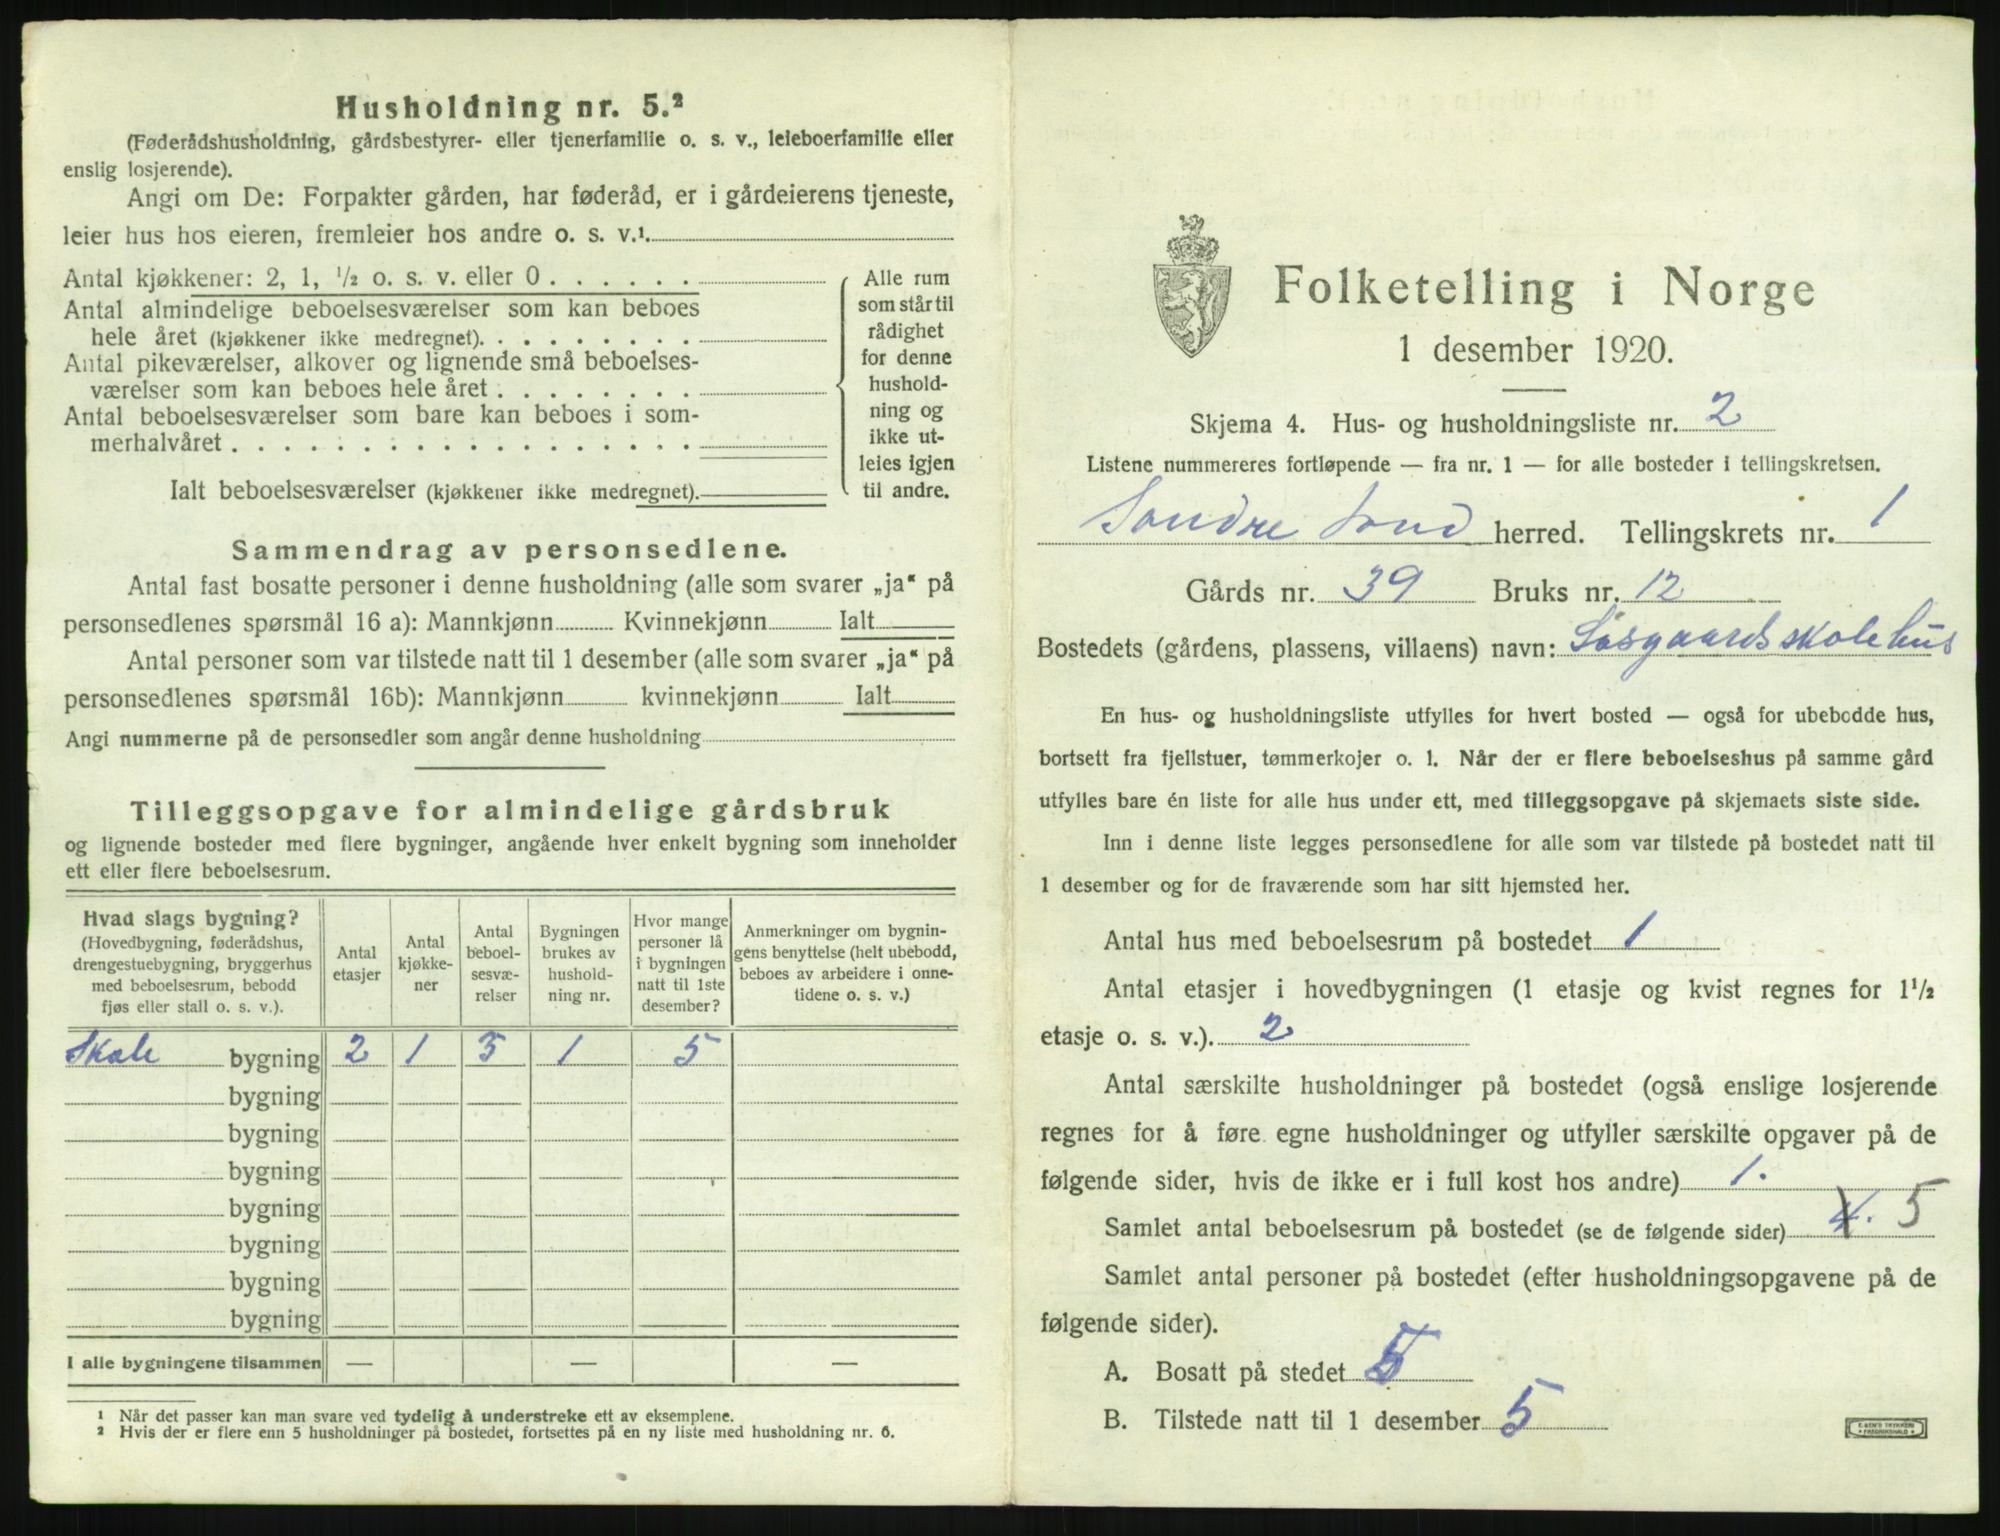 Husholdning nr. 5.²
(Føderådshusholdning, gårdsbestyrer- eller tjenerfamilie o. s. v., leieboerfamilie eller
enslig losjerende).
Angi om De: Forpakter gården, har føderåd, er i gårdeierens tjeneste,
leier hus hos eieren, fremleier hos andre o. s. v.¹
Antal kjøkkener: 2, 1, ½ o. s. v. eller 0 . . . . . .
Antal almindelige beboelsesværelser som kan beboes
hele året (kjøkkener ikke medregnet). . . . . . . . .
Antal pikeværelser, alkover og lignende små beboelses-
værelser som kan beboes hele året . . . . . . . .
Antal beboelsesværelser som bare kan beboes i som-
merhalvåret . . . . . . . . . . . . . . . . . .
Ialt beboelsesværelser (kjøkkener ikke medregnet).
Alle rum
som står til
rådighet
for denne
hushold-
ning og
ikke ut-
leies igjen
til andre.
Sammendrag av personsedlene.
Antal fast bosatte personer i denne husholdning (alle som svarer „ja“ på
personsedlenes spørsmål 16 a): Mannkjønn Kvinnekjønn Ialt
Antal personer som var tilstede natt til 1 desember (alle som svarer „ja“ på
personsedlenes spørsmål 16b): Mannkjønn kvinnekjønn Ialt
Angi nummerne på de personsedler som angår denne husholdning
Tilleggsopgave for almindelige gårdsbruk
og lignende bosteder med flere bygninger, angående hver enkelt bygning som inneholder
ett eller flere beboelsesrum.
Hvad slags bygning?
(Hovedbygning, føderådshus,
drengestuebygning, bryggerhus
med beboelsesrum, bebodd
fjøs eller stall o. s. v.).
Antal
etasjer
Antal
kjøkke-
ner
Antal
beboel-
sesvæ-
relser
Bygningen
brukes av
hushold-
ning nr.
Hvor mange
personer lå
i bygningen
natt til 1ste
desember?
Anmerkninger om bygnin-
gens benyttelse (helt ubebodd,
beboes av arbeidere i onne-
tidene o. s. v.)
Skole bygning 2 1 5 1 5
bygning
bygning
bygning
bygning
bygning
bygning
bygning
I alle bygningene tilsammen — — —
¹ Når det passer kan man svare ved tydelig å understreke ett av eksemplene.
² Hvis der er flere enn 5 husholdninger på bostedet, fortsettes på en ny liste med husholdning nr. 6.
Folketelling i Norge
1 desember 1920.
Skjema 4. Hus- og husholdningsliste nr. 2
Listene nummereres fortløpende — fra nr. 1 — for alle bosteder i tellingskretsen.
Søndre Land herred. Tellingskrets nr. 1
Gårds nr. 39 Bruks nr. 12
Bostedets (gårdens, plassens, villaens) navn: Søsgaards skolehus
En hus- og husholdningsliste utfylles for hvert bosted — også for ubebodde hus,
bortsett fra fjellstuer, tømmerkojer o. l. Når der er flere beboelseshus på samme gård
utfylles bare én liste for alle hus under ett, med tilleggsopgave på skjemaets siste side.
Inn i denne liste legges personsedlene for alle som var tilstede på bostedet natt til
1 desember og for de fraværende som har sitt hjemsted her.
Antal hus med beboelsesrum på bostedet 1
Antal etasjer i hovedbygningen (1 etasje og kvist regnes for 1½
etasje o. s. v.). 2
Antal særskilte husholdninger på bostedet (også enslige losjerende
regnes for å føre egne husholdninger og utfyller særskilte opgaver på de
følgende sider, hvis de ikke er i full kost hos andre) 1.
Samlet antal beboelsesrum på bostedet (se de følgende sider) 4. 5
Samlet antal personer på bostedet (efter husholdningsopgavene på de
følgende sider).
A. Bosatt på stedet 5
B. Tilstede natt til 1 desember 5